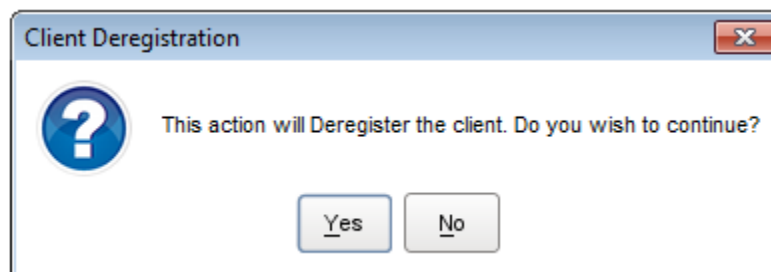 Client Deregistration
This action will Deregister the client. Do you wish to continue?
Yes No